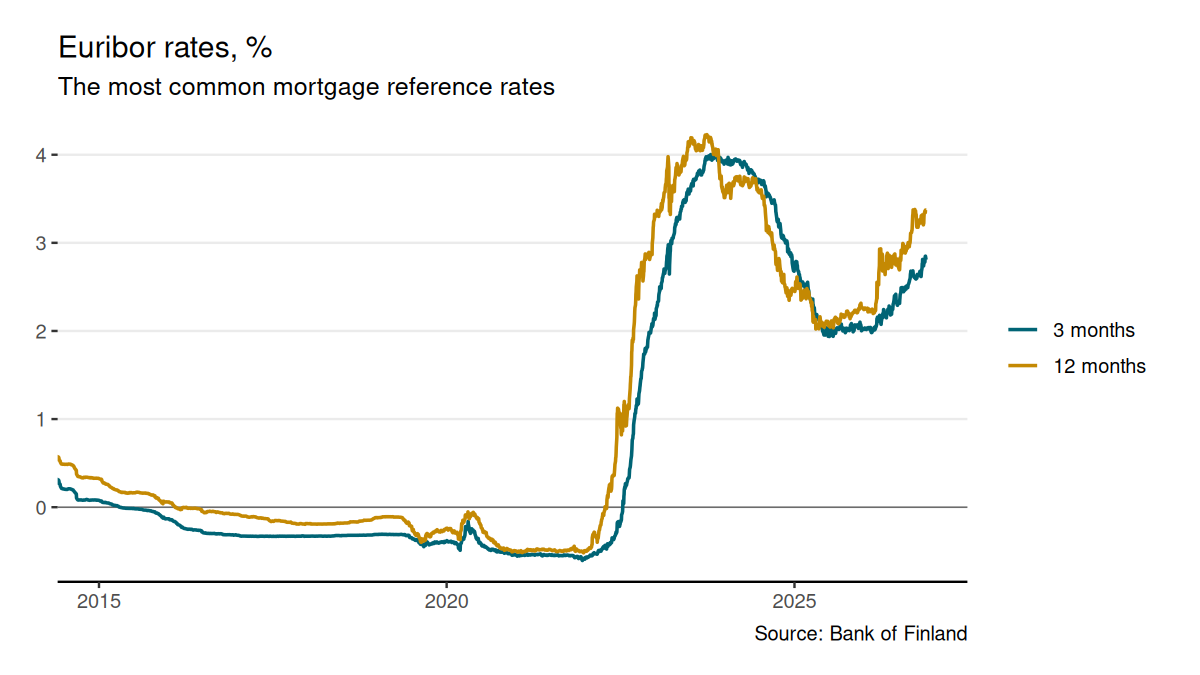 Euribor rates, %
The most common mortgage reference rates
4
3
2
1
0
3 months
12 months
2015
2020
2025
Source: Bank of Finland